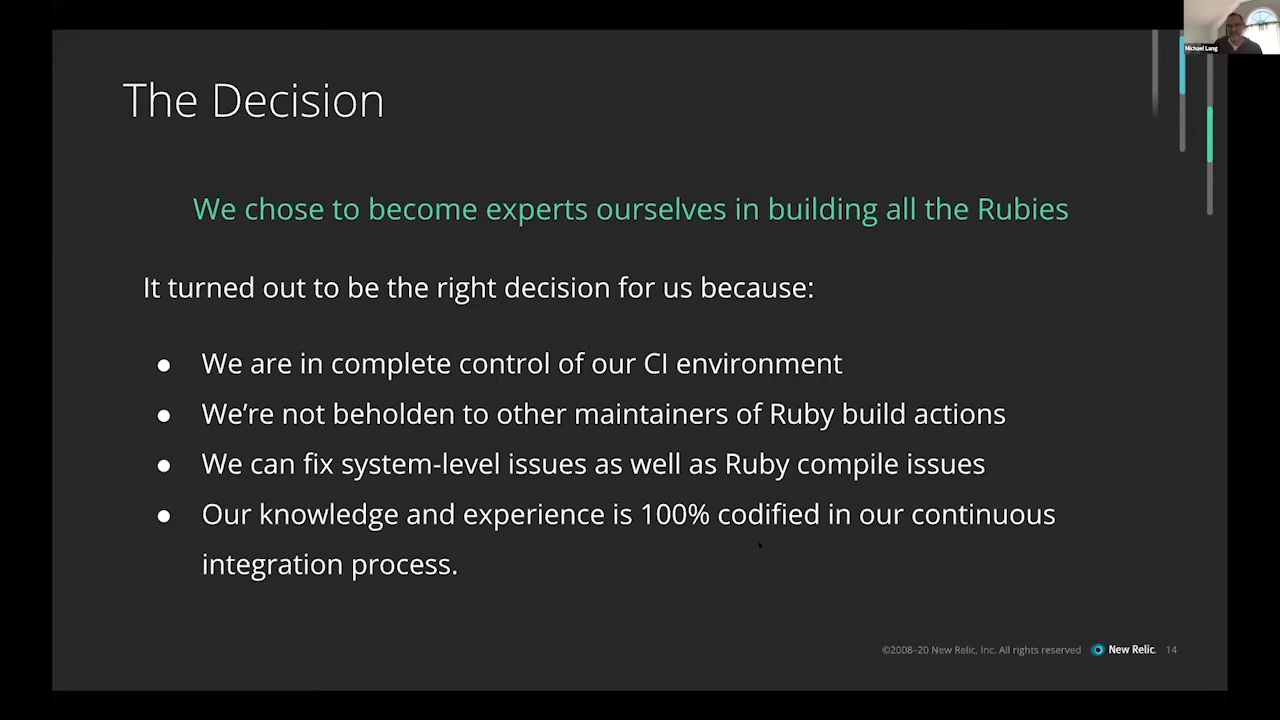 Michael Lang
The Decision
We chose to become experts ourselves in building all the Rubies
It turned out to be the right decision for us because:
● We are in complete control of our CI environment
● We’re not beholden to other maintainers of Ruby build actions
● We can fix system-level issues as well as Ruby compile issues
● Our knowledge and experience is 100% codified in our continuous
integration process.
©2008–20 New Relic, Inc. All rights reserved New Relic. 14